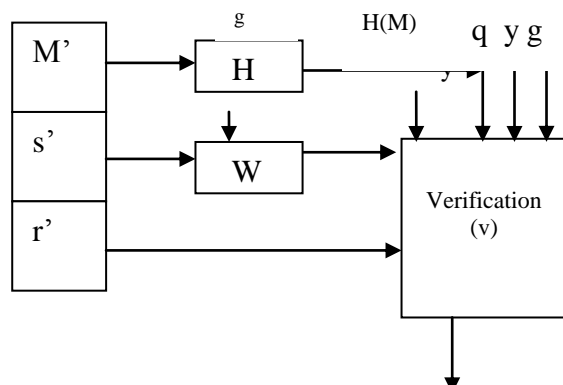 g H(M) q y g
M’ H
y
s’ W
r’ Verification
(v)